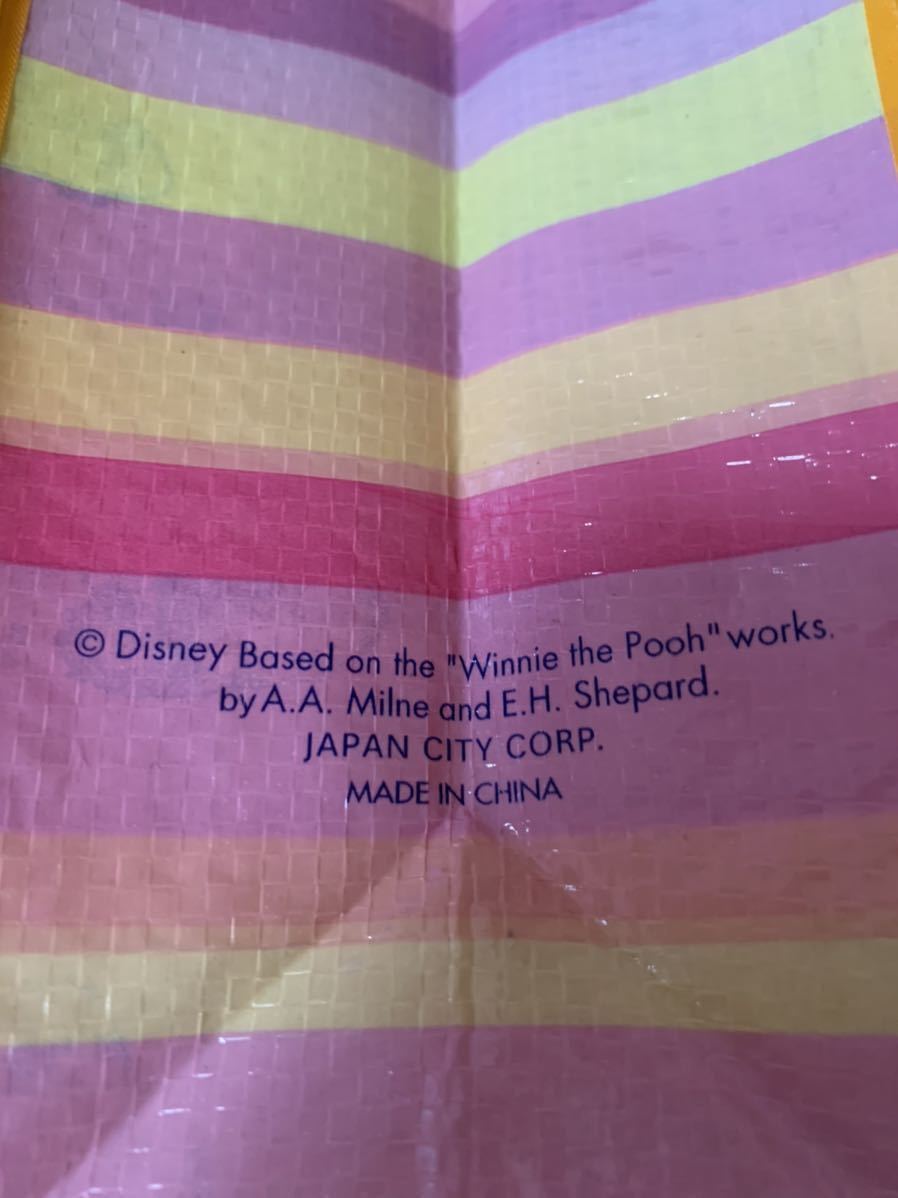 © Disney Based on the "Winnie the Pooh" works.
by A.A. Milne and E.H. Shepard.
JAPAN CITY CORP.
MADE IN CHINA